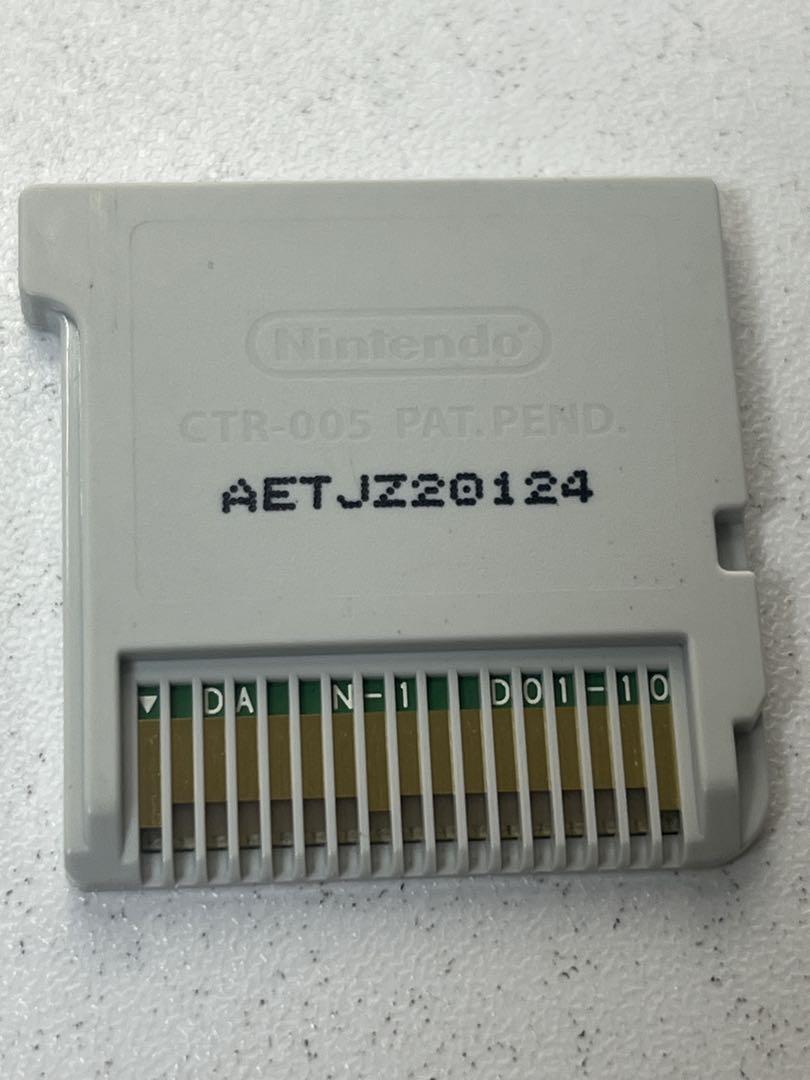 Nintendo
CTR-005 PAT.PEND.
AETJZ20124
DA N-1 D01-10